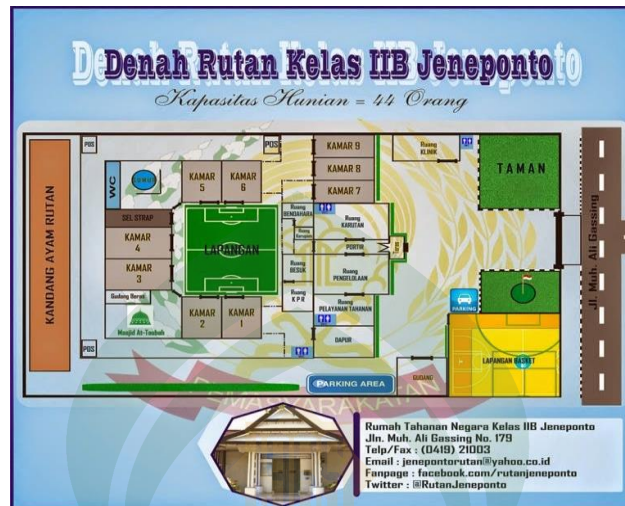 Denah Rutan Kelas IIB Jeneponto
Kapasitas Hunian = 44 Orang
KANDANG AYAM RUTAN
POS
WC
SUMUR
SEL STRAP
KAMAR 4
KAMAR 3
Gudang Beras
Masjid At-Taubah
POS
KAMAR 5
KAMAR 6
LAPANGAN
KAMAR 2
KAMAR 1
POS
KAMAR 9
KAMAR 8
KAMAR 7
Ruang BENDAHARA
Ruang KARUTAN
PORTIR
Ruang BESUK
Ruang PENGELOLAAN
Ruang K P R
Ruang PELAYANAN TAHANAN
DAPUR
Ruang KLINIK
TAMAN
PARKING
LAPANGAN BASKET
GUDANG
PARKING AREA
Jl. Muh. Ali Gassing
PEMASYARAKATAN
Rumah Tahanan Negara Kelas IIB Jeneponto
Jln. Muh. Ali Gassing No. 179
Telp/Fax : (0419) 21003
Email : jenepontorutan@yahoo.co.id
Fanpage : facebook.com/rutanjeneponto
Twitter : @RutanJeneponto